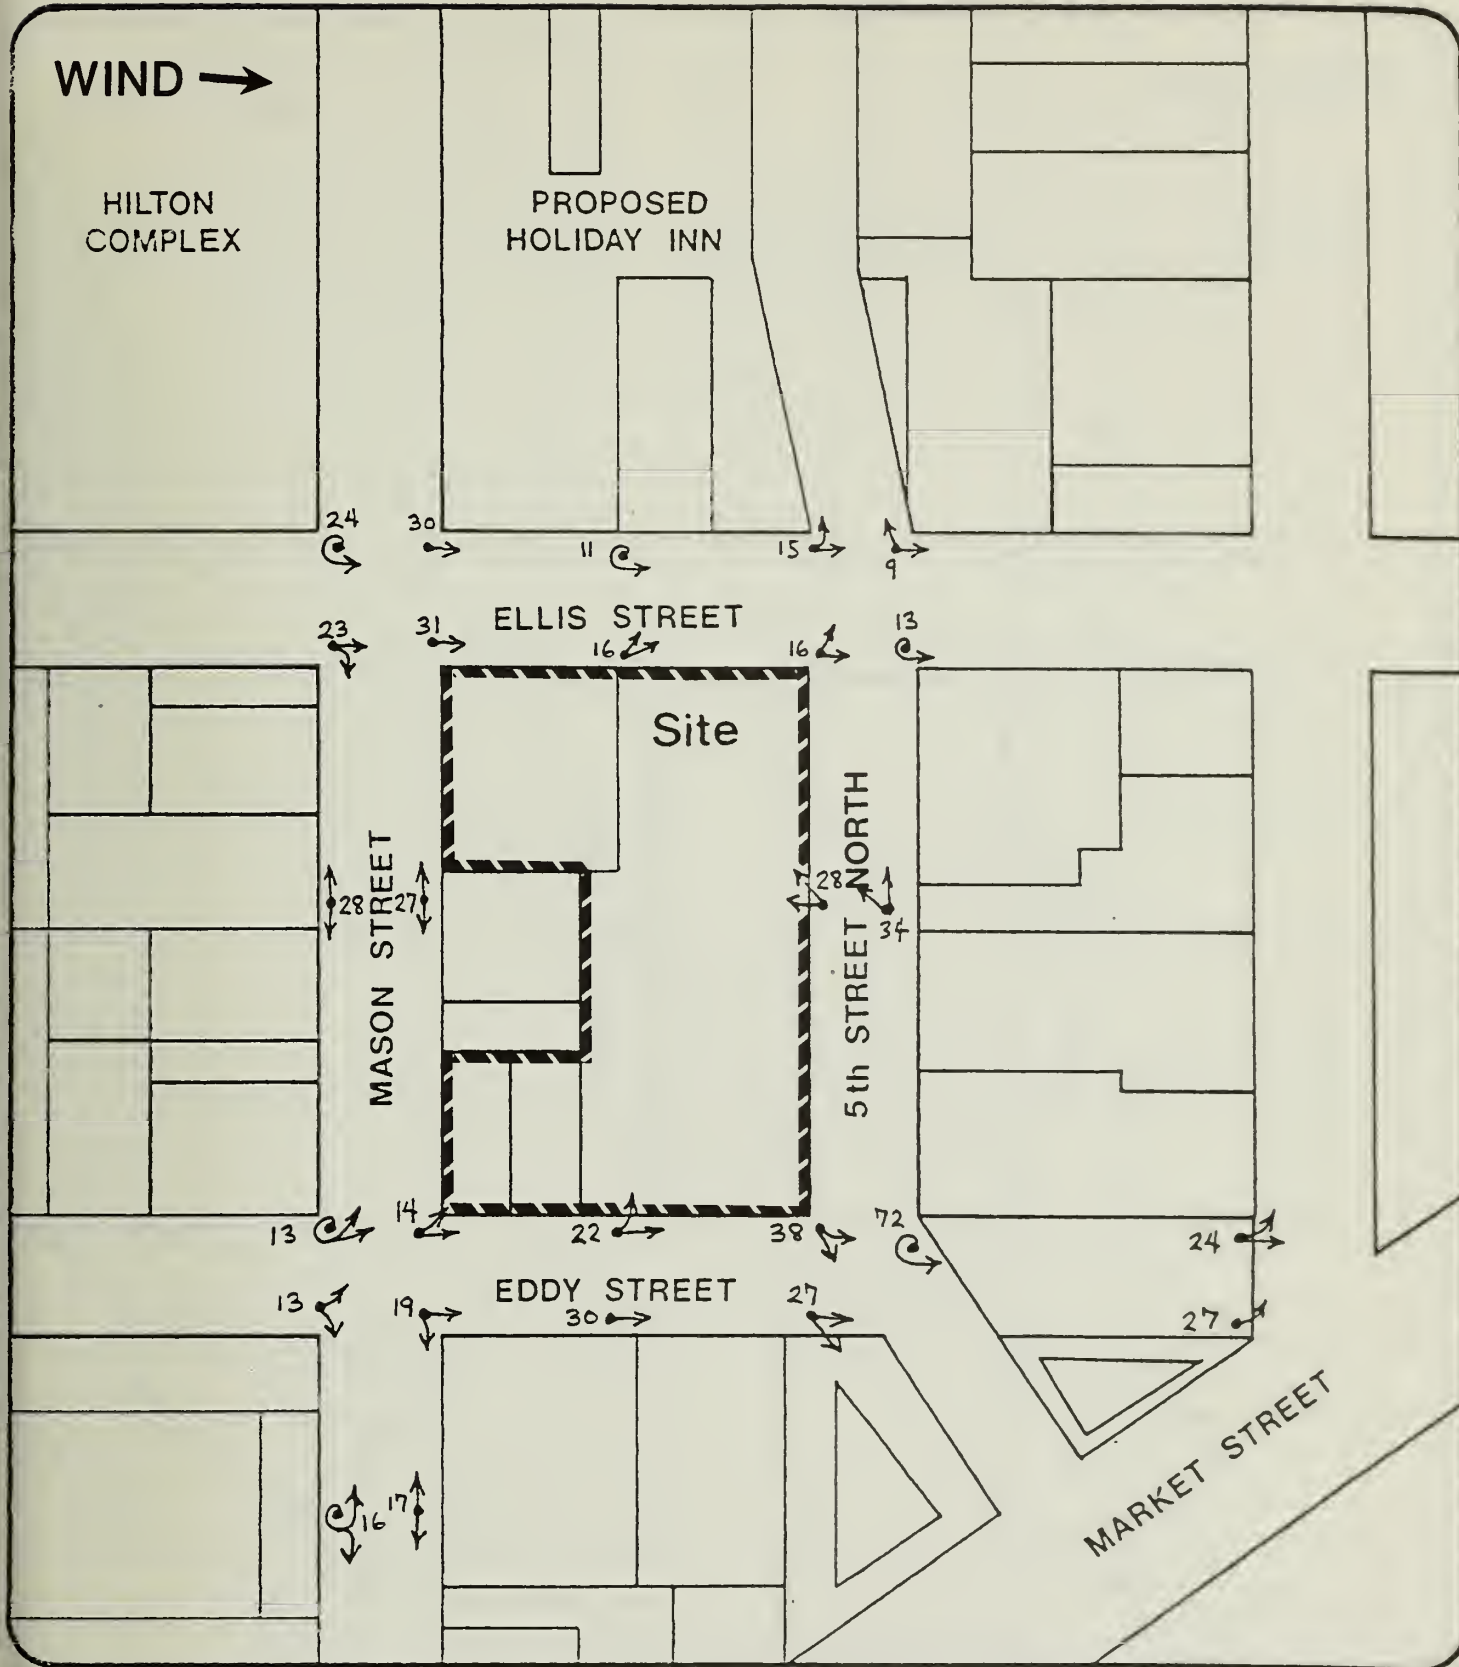 WIND
HILTON
COMPLEX
PROPOSED
HOLIDAY INN
24
30
11
15
9
ELLIS STREET
23
31
16
16
13
Site
MASON STREET
28
27
5th STREET NORTH
28
34
13
14
22
38
72
24
EDDY STREET
13
19
30
27
27
MARKET STREET
16
17